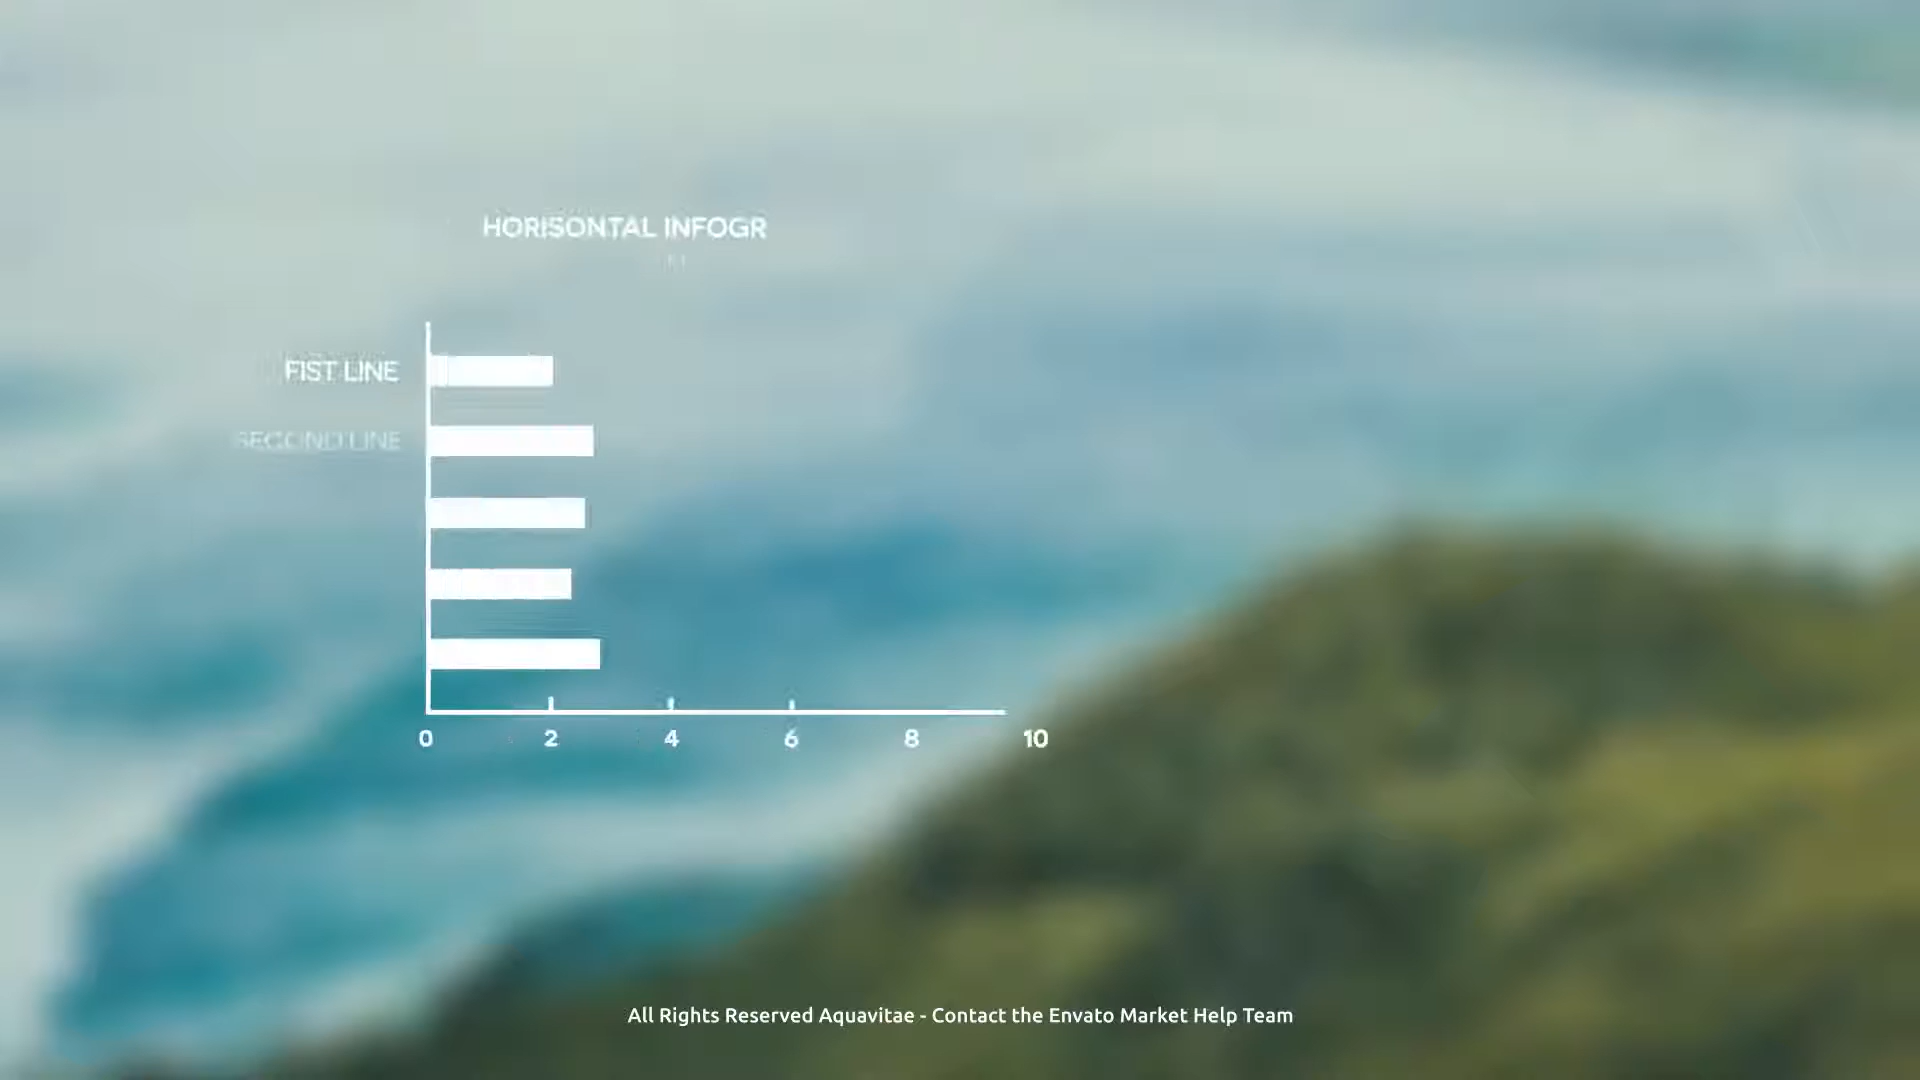 HORISONTAL INFOGR
FIST LINE
SECOND LINE
0 2 4 6 8 10
All Rights Reserved Aquavitae - Contact the Envato Market Help Team